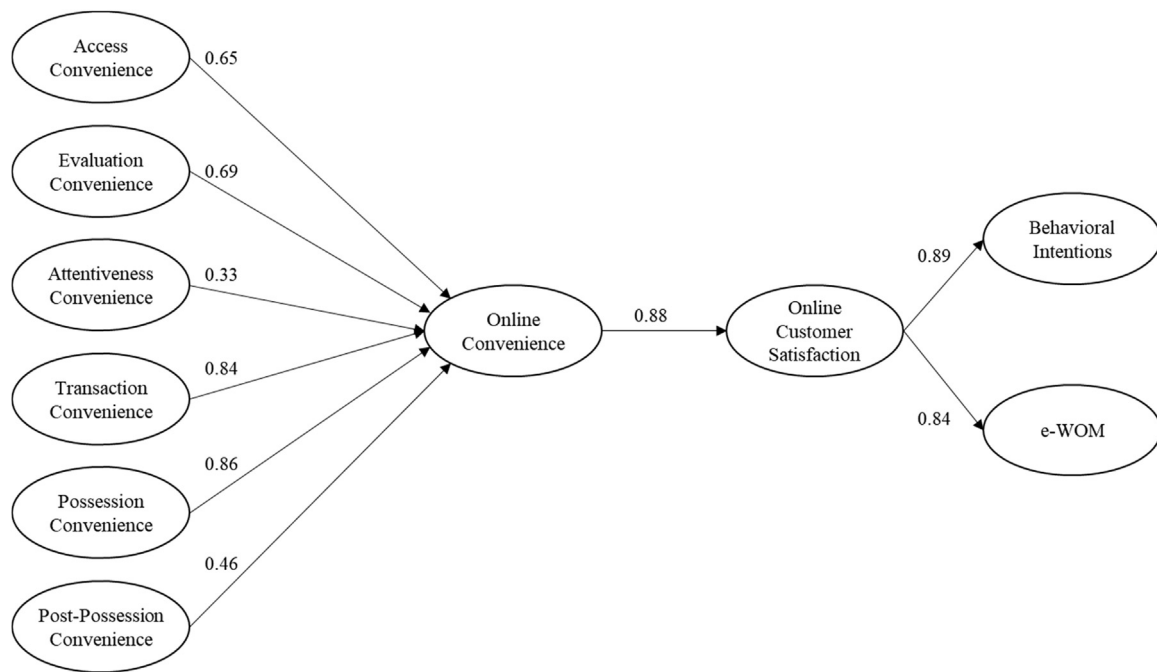 Access
Convenience
0.65
Evaluation
Convenience
0.69
Attentiveness
Convenience
0.33
Transaction
Convenience
0.84
Possession
Convenience
0.86
Post-Possession
Convenience
0.46
Online
Convenience
0.88
Online
Customer
Satisfaction
0.89
Behavioral
Intentions
0.84
e-WOM